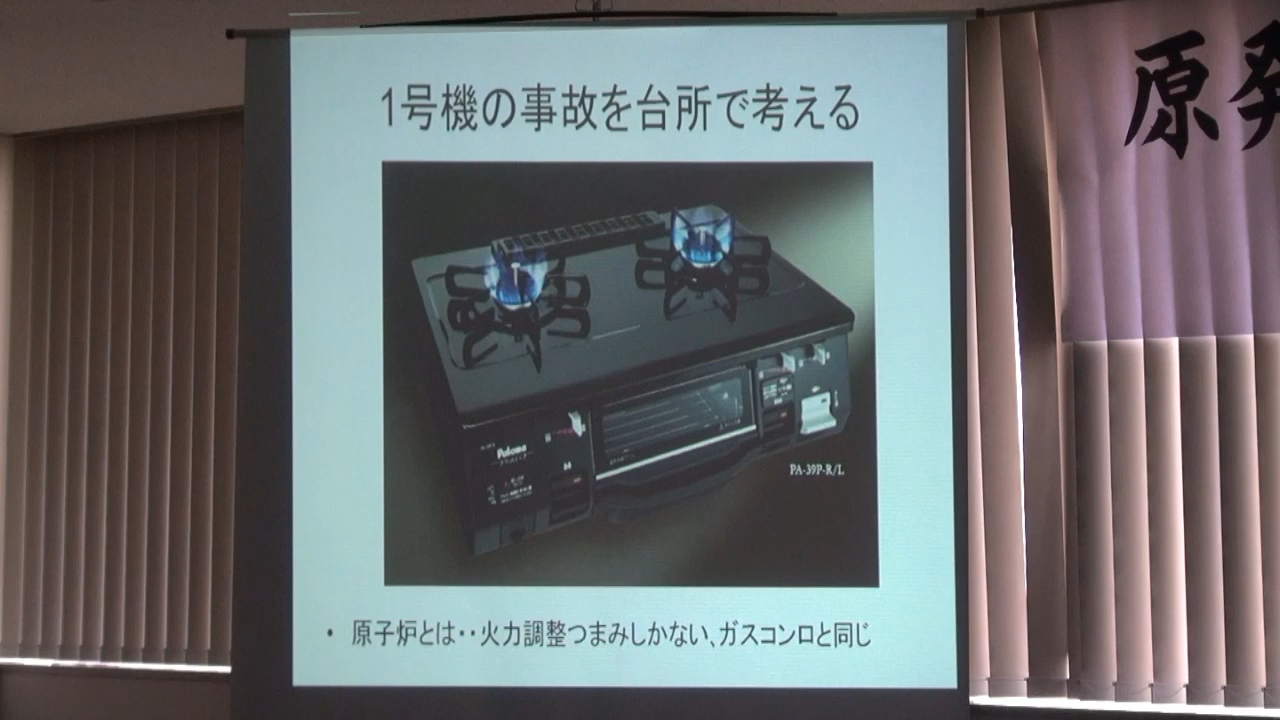 1号機の事故を台所で考える
Paloma
PA-39P-R/L
• 原子炉とは‥火力調整つまみしかない、ガスコンロと同じ
原発